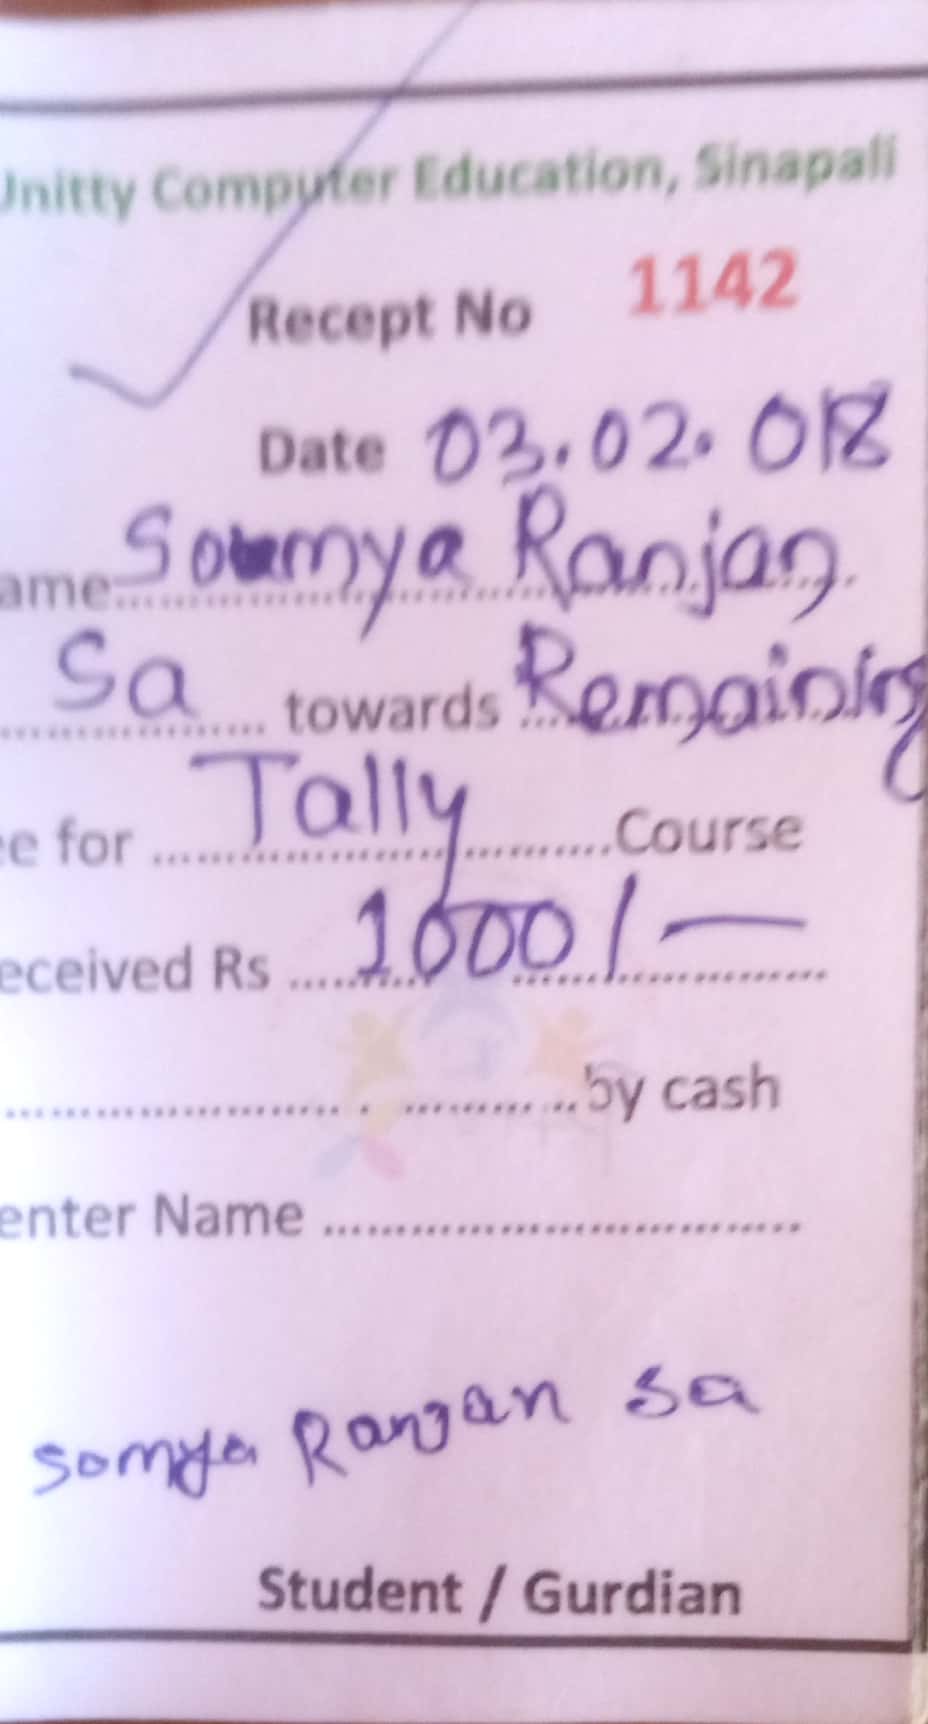 Unitty Computer Education, Sinapali
Recept No 1142
Date 03.02.018
ame Soumya Ranjan
Sa towards Remaining
ee for Tally Course
eceived Rs 1000/-
by cash
enter Name
Somya Ranjan Sa
Student / Gurdian